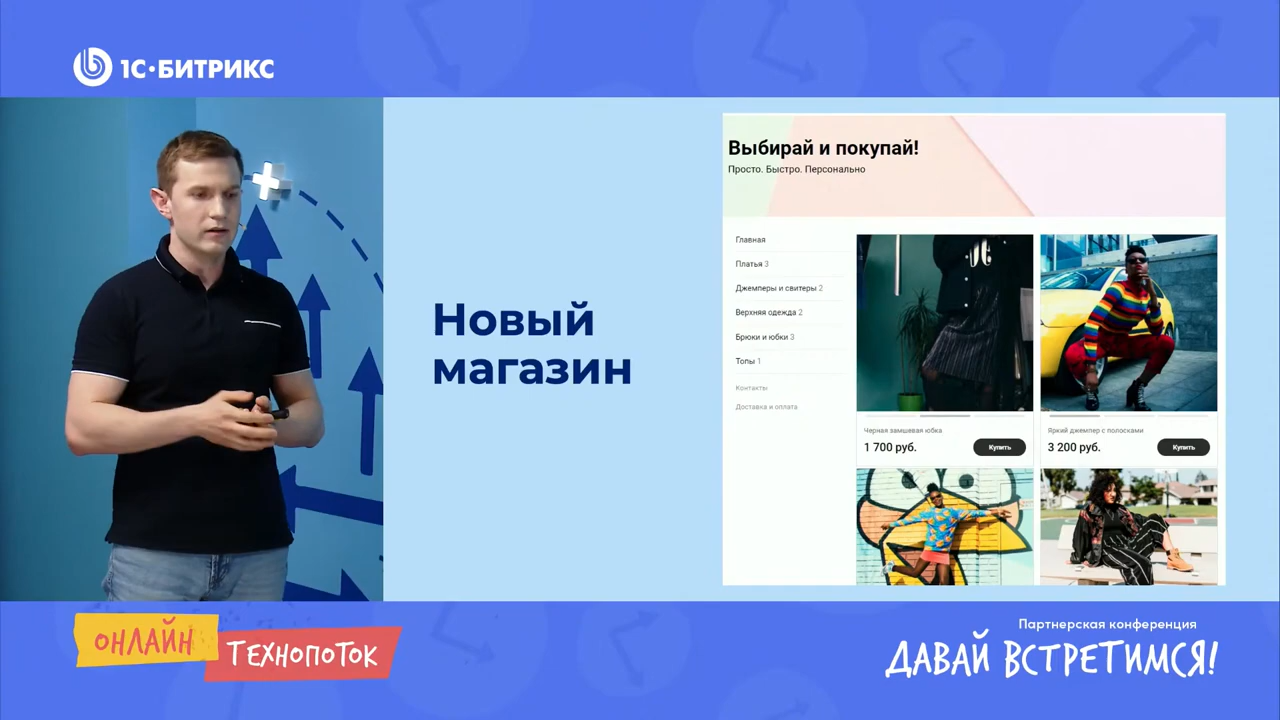 1С·БИТРИКС
Новый
магазин
Выбирай и покупай!
Просто. Быстро. Персонально
Главная
Платья 3
Джемперы и свитеры 2
Верхняя одежда 2
Брюки и юбки 3
Топы 1
Контакты
Доставка и оплата
Черная замшевая юбка
1 700 руб.
Купить
Яркий джемпер с полосками
3 200 руб.
Купить
ОНЛАЙН
ТЕХНОПОТОК
Партнерская конференция
ДАВАЙ ВСТРЕТИМСЯ!